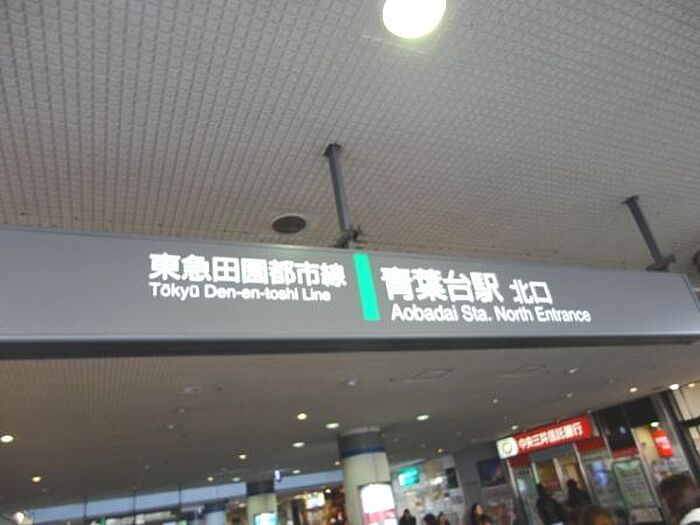 東急田園都市線
Tōkyū Den-en-toshi Line
青葉台駅 北口
Aobadai Sta. North Entrance
中央三井信託銀行